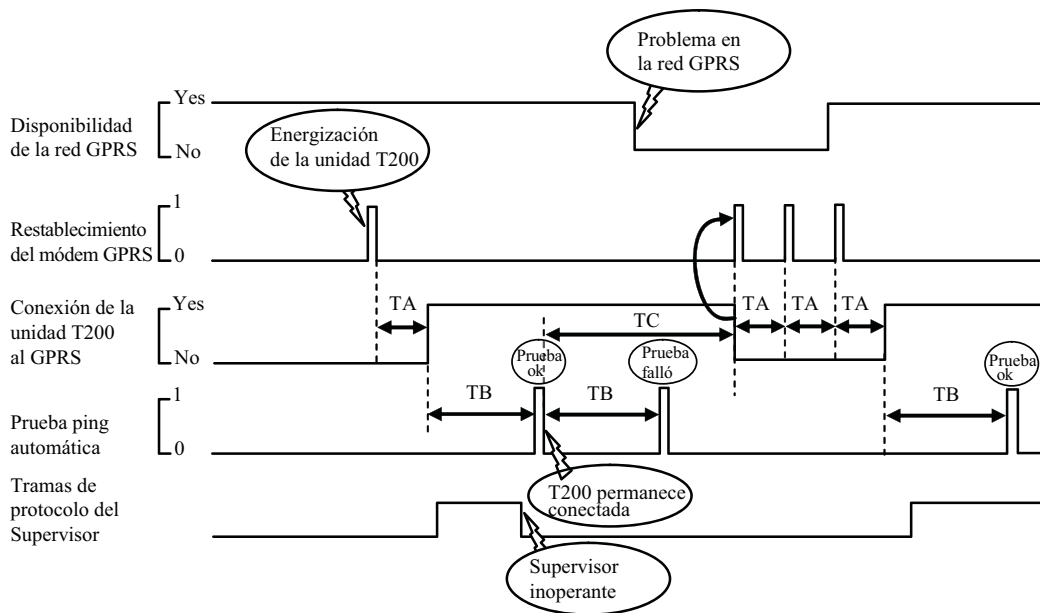 Problema en
la red GPRS
Yes
Disponibilidad
de la red GPRS
No
Energización
de la unidad T200
1
Restablecimiento
del módem GPRS
0
Conexión de la
unidad T200
al GPRS
Yes
No
TA
TC
TA
TA
TA
Prueba
ok
Prueba
falló
Prueba
ok
1
TB
TB
TB
Prueba ping
automática
0
Tramas de
protocolo del
Supervisor
T200 permanece
conectada
Supervisor
inoperante